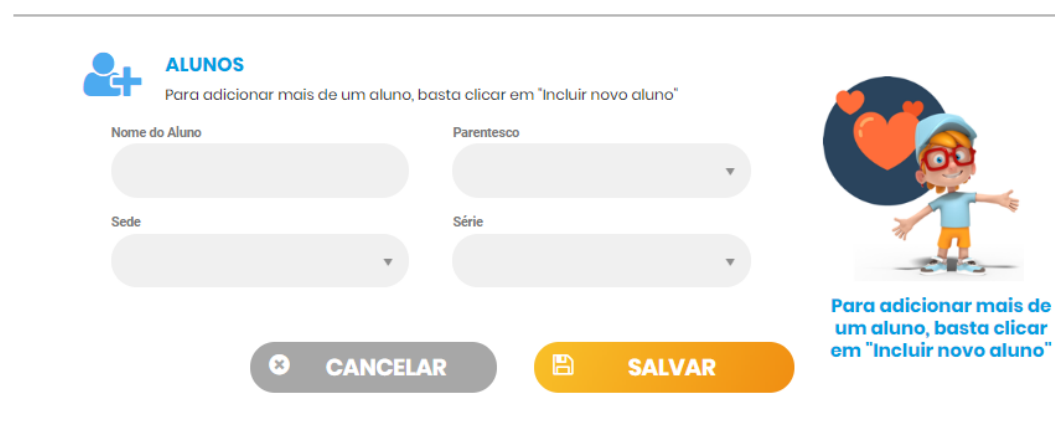 ALUNOS
Para adicionar mais de um aluno, basta clicar em "Incluir novo aluno"
Nome do Aluno
Parentesco
Sede
Série
CANCELAR
SALVAR
Para adicionar mais de
um aluno, basta clicar
em "Incluir novo aluno"